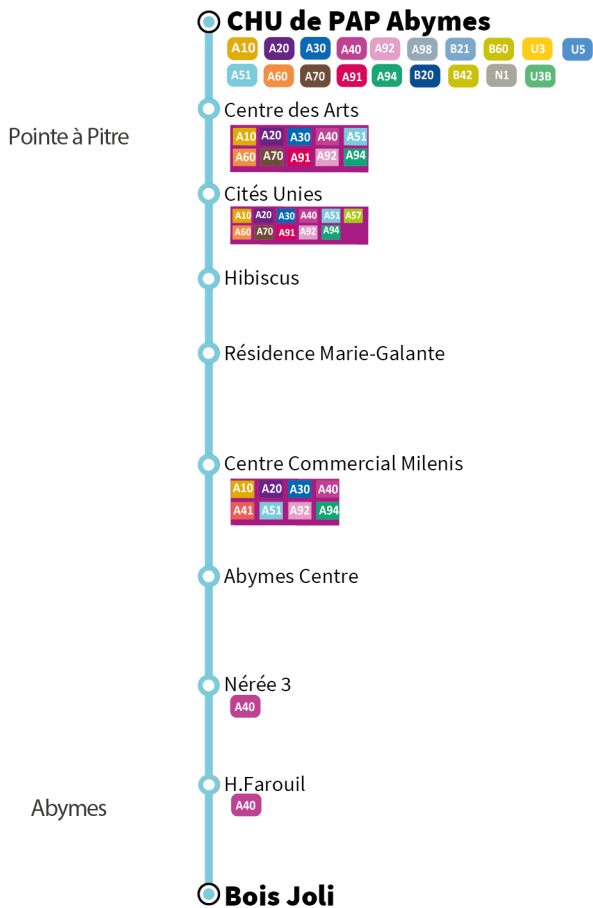 CHU de PAP Abymes
A10 A20 A30 A40 A92 A98 B21 B60 U3 U5
A51 A60 A70 A91 A94 B20 B42 N1 U3B
Centre des Arts
Pointe à Pitre
A10 A20 A30 A40 A51
A60 A70 A91 A92 A94
Cités Unies
A10 A20 A30 A40 A51 A57
A60 A70 A91 A92 A94
Hibiscus
Résidence Marie-Galante
Centre Commercial Milenis
A10 A20 A30 A40
A41 A51 A92 A94
Abymes Centre
Nérée 3
A40
H.Farouil
Abymes
A40
Bois Joli